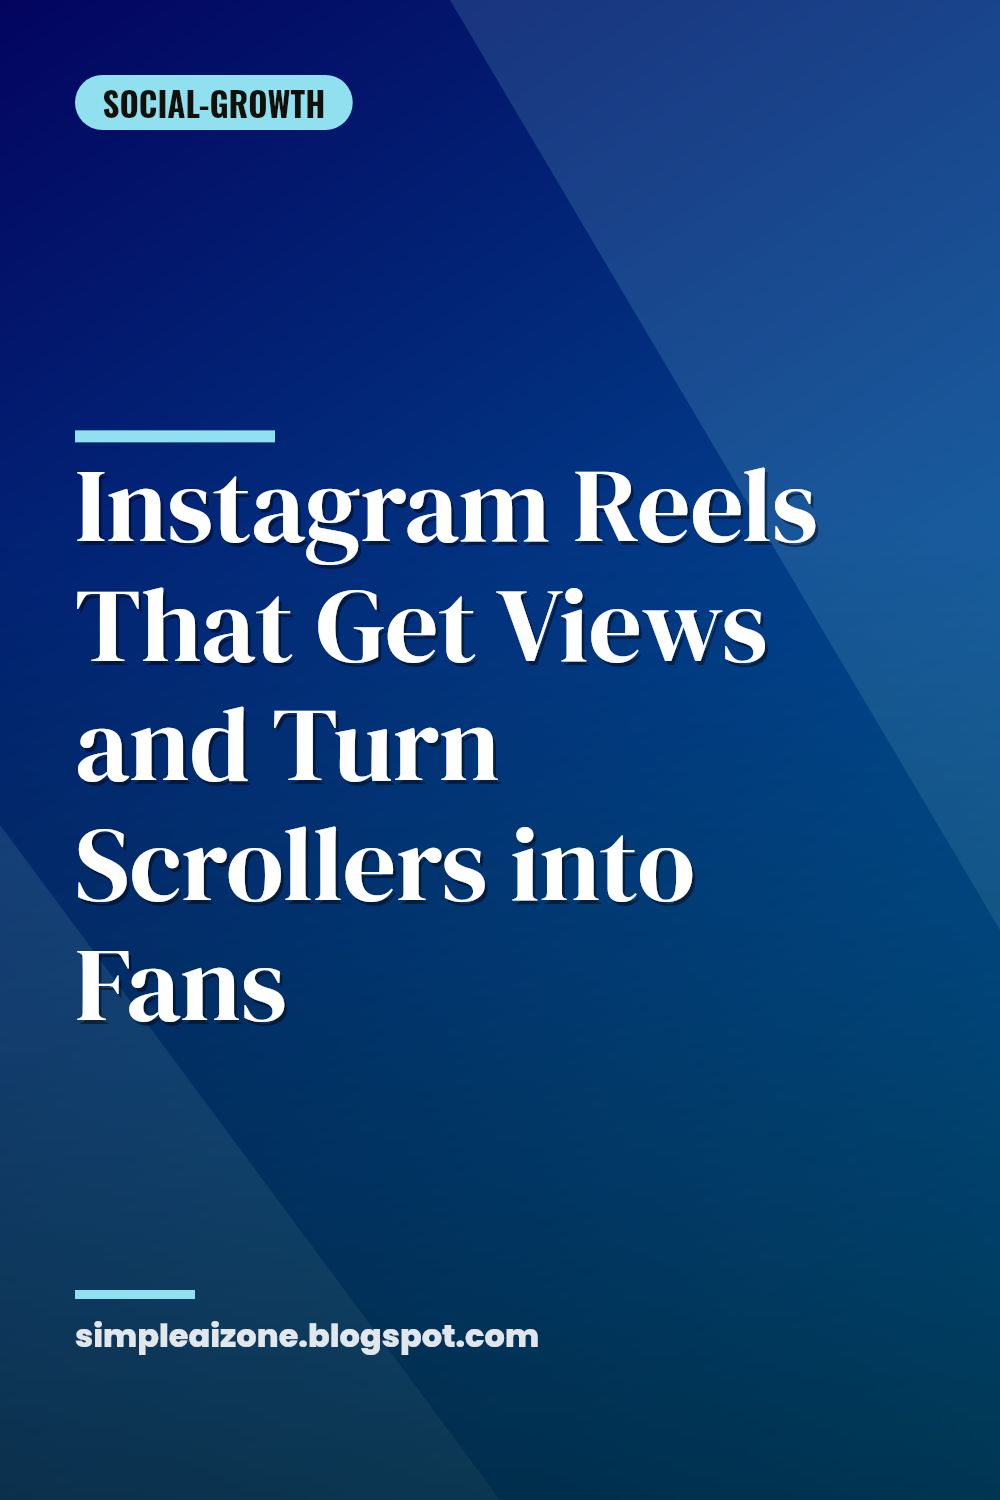 SOCIAL-GROWTH
Instagram Reels
That Get Views
and Turn
Scrollers into
Fans
simpleaizone.blogspot.com